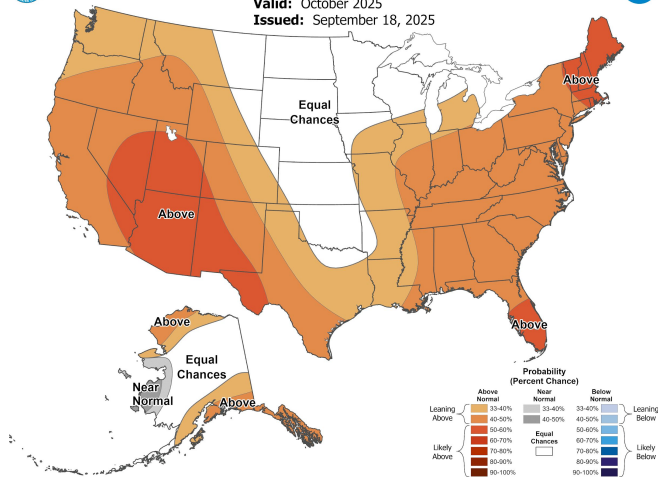 Valid: October 2025
Issued: September 18, 2025
Above
Equal
Chances
Above
Above
Above
Equal
Chances
Near
Normal
Above
Probability
(Percent Chance)
Above
Normal
Near
Normal
Below
Normal
Leaning
Above
33-40%
33-40%
33-40%
Leaning
Below
40-50%
40-50%
40-50%
Likely
Above
50-60%
Equal
Chances
50-60%
Likely
Below
60-70%
60-70%
70-80%
70-80%
80-90%
80-90%
90-100%
90-100%